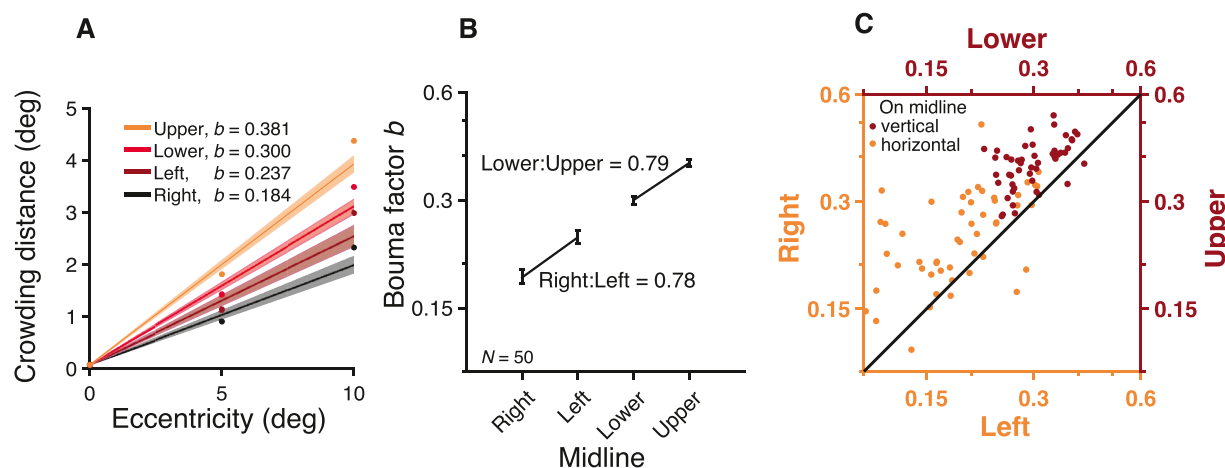 A
Crowding distance (deg)
5
4
3
2
1
0
Upper, b = 0.381
Lower, b = 0.300
Left, b = 0.237
Right, b = 0.184
0
5
10
Eccentricity (deg)
B
Bouma factor b
0.6
0.3
0.15
Lower:Upper = 0.79
Right:Left = 0.78
N = 50
Right
Left
Lower
Upper
Midline
C
Lower
0.15
0.3
0.6
Right
0.6
0.3
0.15
On midline
vertical
horizontal
0.6
0.3
0.15
Upper
0.15
0.3
0.6
Left